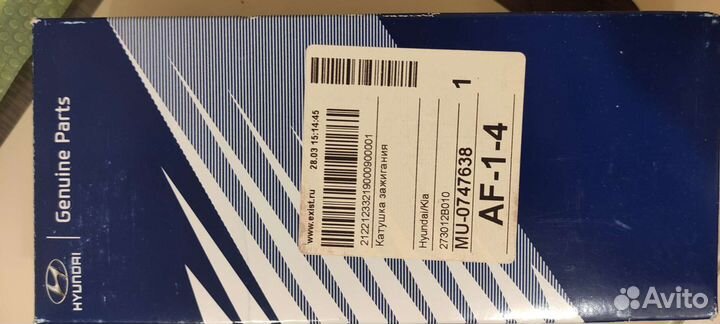 HYUNDAI
Genuine Parts
www.exist.ru 28.03 15:14:45
21221233219000900001
Катушка зажигания
Hyundai/Kia
273012B010
MU-0747638 1
AF-1-4
Avito